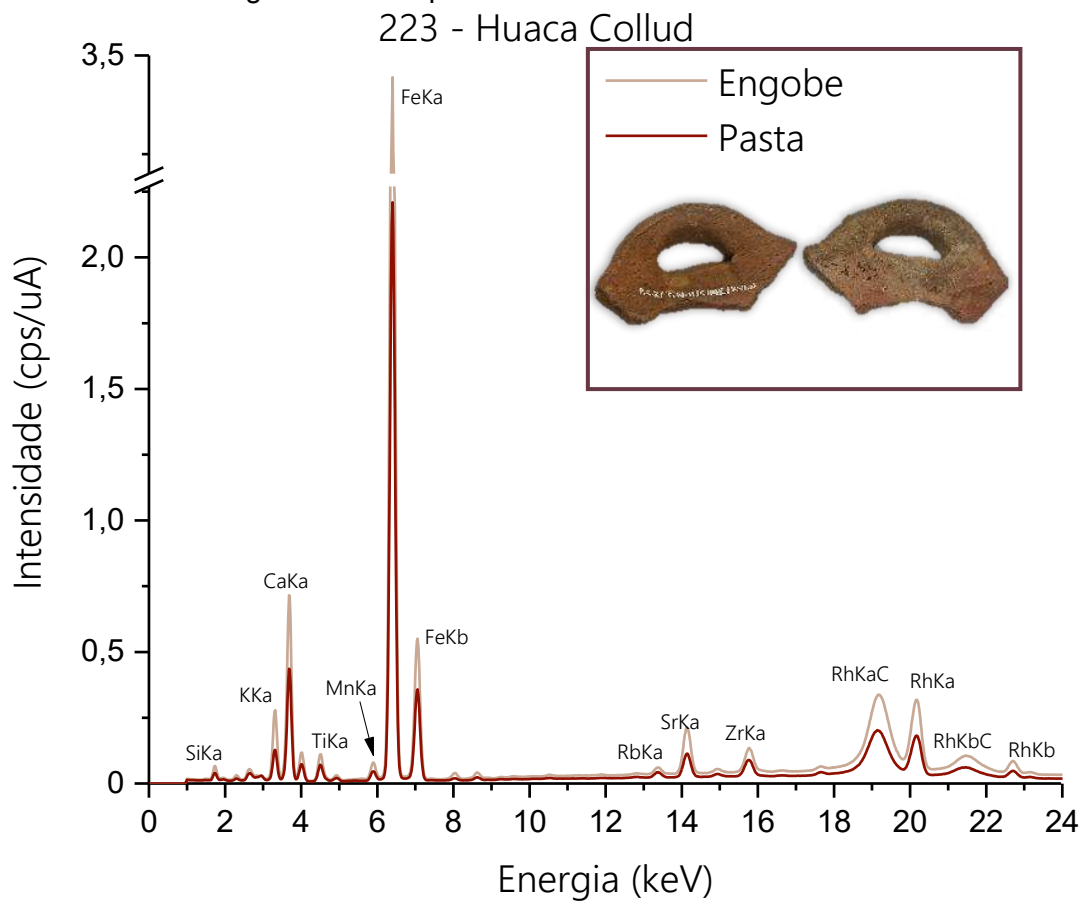 223 - Huaca Collud
Engobe
Pasta
Intensidade (cps/uA)
3,5
2,0
1,5
1,0
0,5
0
FeKa
CaKa
FeKb
KKa
MnKa
TiKa
SiKa
RbKa
SrKa
ZrKa
RhKaC
RhKa
RhKbC
RhKb
0 2 4 6 8 10 12 14 16 18 20 22 24
Energia (keV)